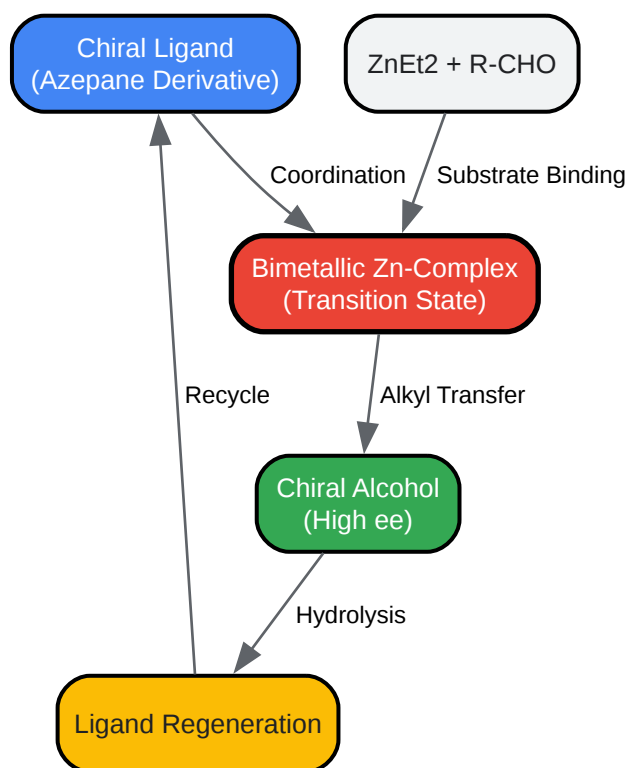 Chiral Ligand
(Azepane Derivative)
ZnEt2 + R-CHO
Coordination
Substrate Binding
Bimetallic Zn-Complex
(Transition State)
Recycle
Alkyl Transfer
Chiral Alcohol
(High ee)
Hydrolysis
Ligand Regeneration